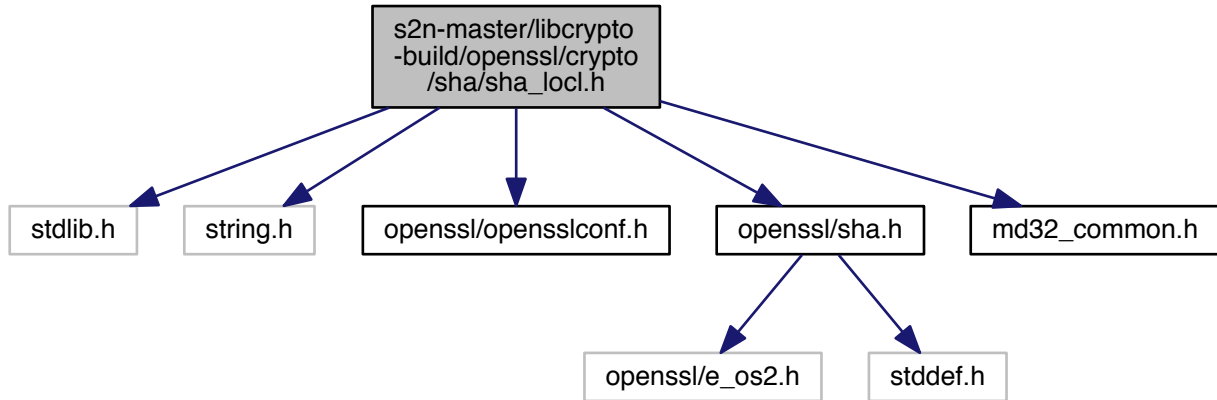 s2n-master/libcrypto
-build/openssl/crypto
/sha/sha_locl.h
stdlib.h
string.h
openssl/opensslconf.h
openssl/sha.h
md32_common.h
openssl/e_os2.h
stddef.h